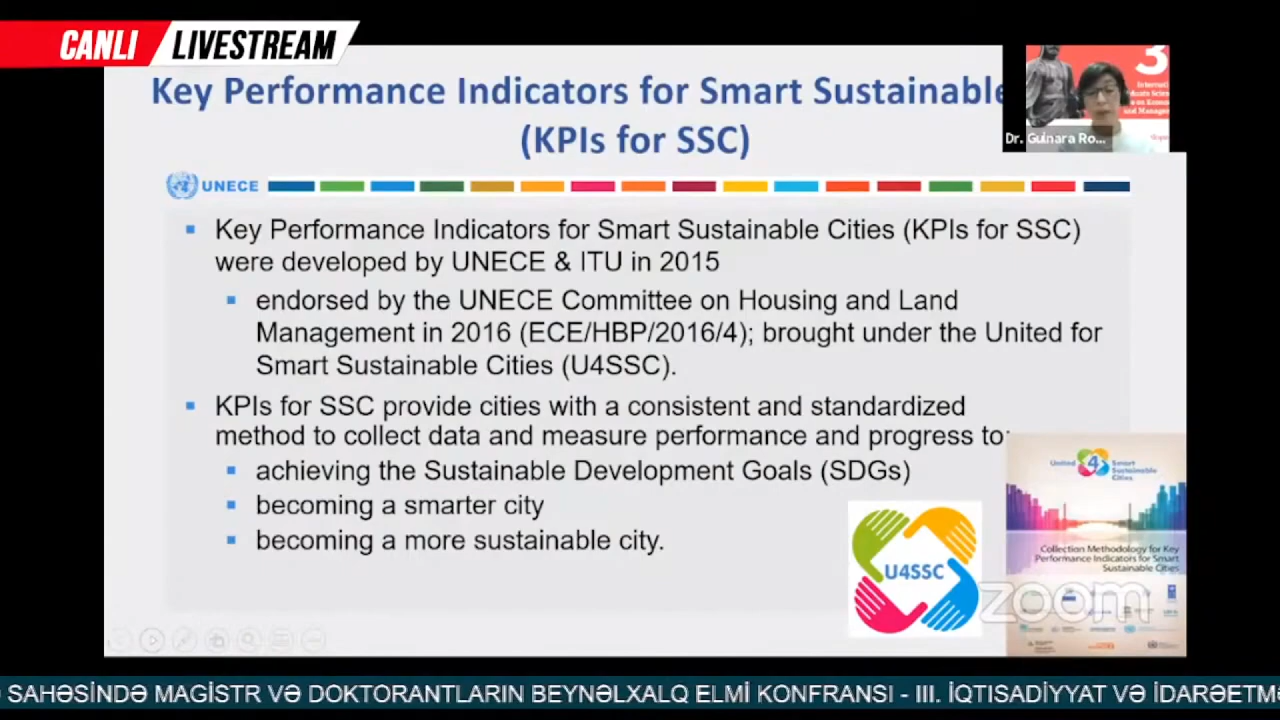 CANLI
LIVESTREAM
Key Performance Indicators for Smart Sustainable
(KPIs for SSC)
3
Dr. Gulnara Ro...
UNECE
Key Performance Indicators for Smart Sustainable Cities (KPIs for SSC)
were developed by UNECE & ITU in 2015
endorsed by the UNECE Committee on Housing and Land
Management in 2016 (ECE/HBP/2016/4); brought under the United for
Smart Sustainable Cities (U4SSC).
KPIs for SSC provide cities with a consistent and standardized
method to collect data and measure performance and progress to:
achieving the Sustainable Development Goals (SDGs)
becoming a smarter city
becoming a more sustainable city.
U4SSC
United 4 Smart
Sustainable
Cities
Collection Methodology for Key
Performance Indicators for Smart
Sustainable Cities
zoom
SAHƏSİNDƏ MAGİSTR VƏ DOKTORANTLARIN BEYNƏLXALQ ELMİ KONFRANSI - III. İQTİSADİYYAT VƏ İDARƏETM